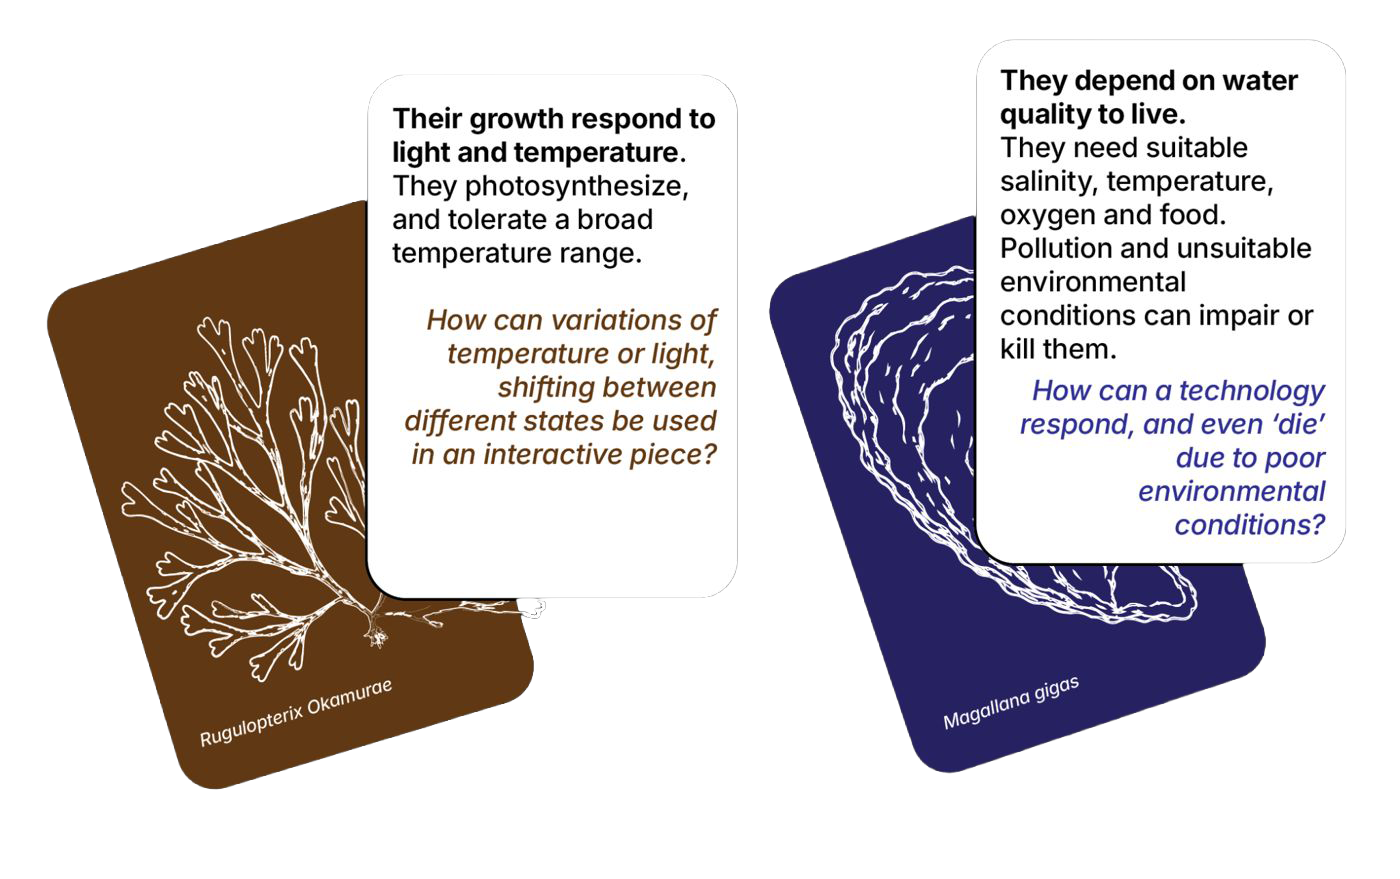 Their growth respond to
light and temperature.
They photosynthesize,
and tolerate a broad
temperature range.
How can variations of
temperature or light,
shifting between
different states be used
in an interactive piece?
Rugulopterix Okamurae
They depend on water
quality to live.
They need suitable
salinity, temperature,
oxygen and food.
Pollution and unsuitable
environmental
conditions can impair or
kill them.
How can a technology
respond, and even ‘die’
due to poor
environmental
conditions?
Magallana gigas